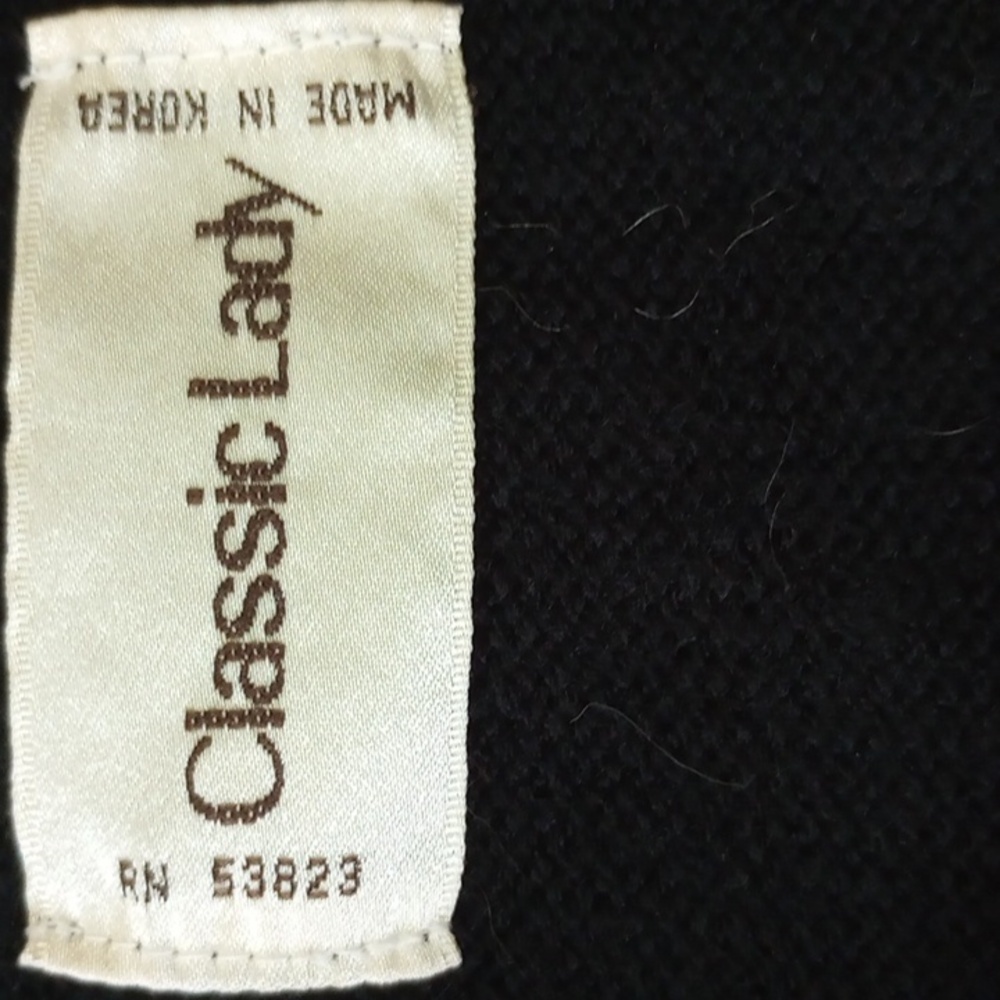 MADE IN KOREA
Classic Lady
RN 53823